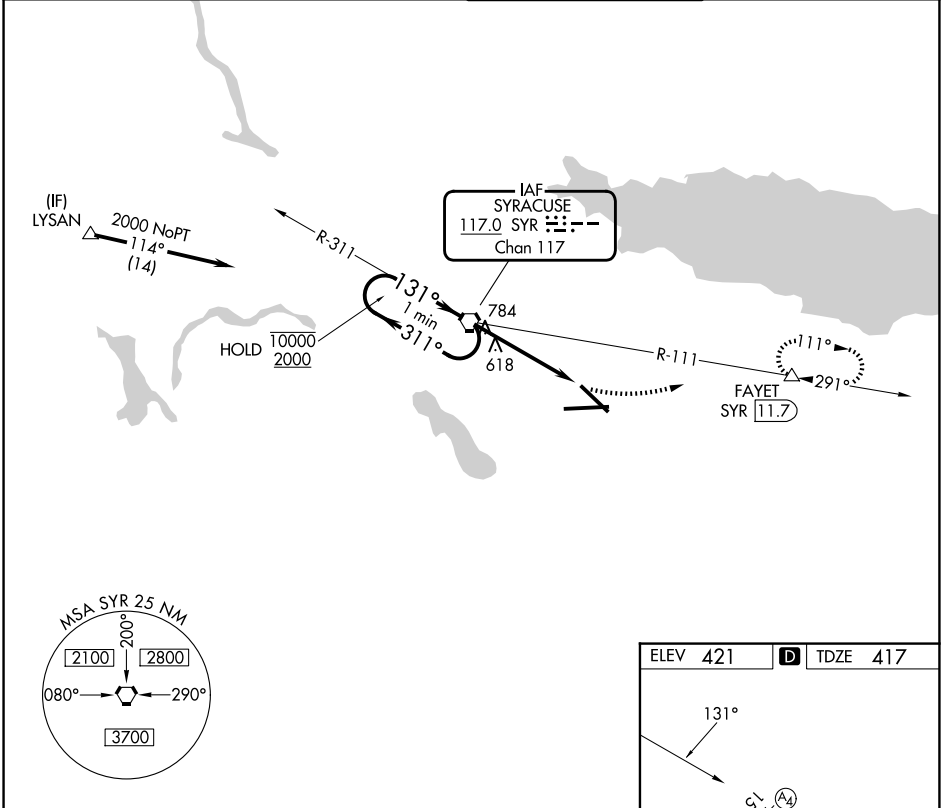 (IF)
LYSAN
2000 NoPT
114°
(14)
R-311
IAF
SYRACUSE
117.0 SYR
Chan 117
131°
1 min
311°
HOLD 10000
2000
784
618
R-111
111°
291°
FAYET
SYR 11.7
MSA SYR 25 NM
200°
2100
2800
080°
290°
3700
ELEV 421 D TDZE 417
131°
15
A4